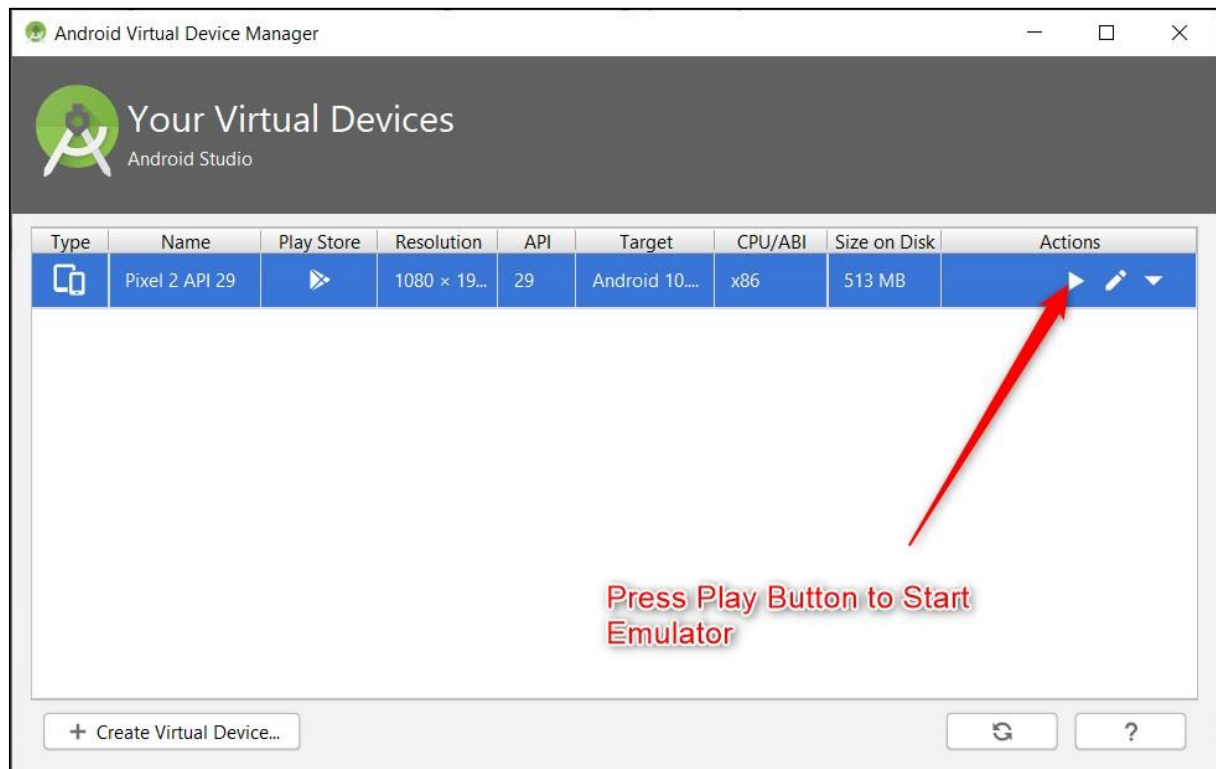 Android Virtual Device Manager
Your Virtual Devices
Android Studio
Type Name Play Store Resolution API Target CPU/ABI Size on Disk Actions
Pixel 2 API 29 1080 × 19... 29 Android 10.... x86 513 MB
Press Play Button to Start
Emulator
+ Create Virtual Device...
?